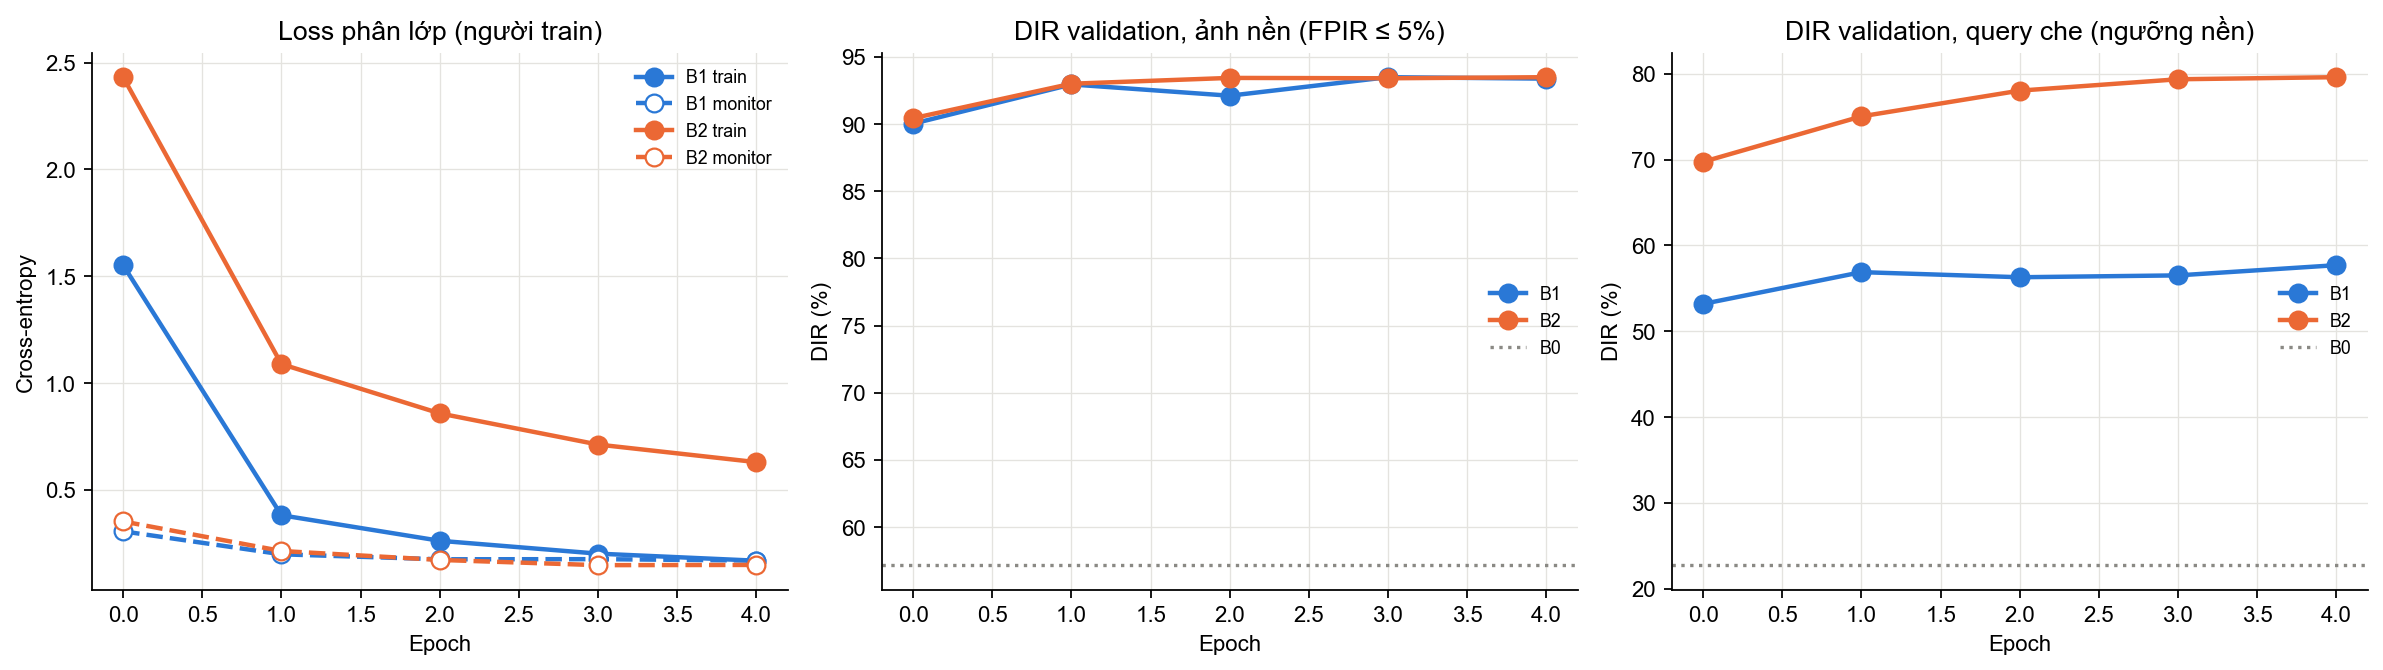 Loss phân lớp (người train)
2.5
2.0
1.5
1.0
0.5
Cross-entropy
B1 train
B1 monitor
B2 train
B2 monitor
0.0 0.5 1.0 1.5 2.0 2.5 3.0 3.5 4.0
Epoch
DIR validation, ảnh nền (FPIR ≤ 5%)
95
90
85
80
75
70
65
60
DIR (%)
B1
B2
B0
0.0 0.5 1.0 1.5 2.0 2.5 3.0 3.5 4.0
Epoch
DIR validation, query che (ngưỡng nền)
80
70
60
50
40
30
20
DIR (%)
B1
B2
B0
0.0 0.5 1.0 1.5 2.0 2.5 3.0 3.5 4.0
Epoch